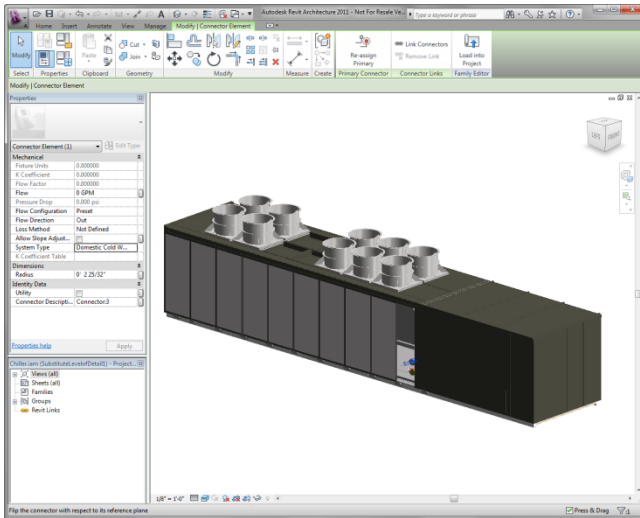 Autodesk Revit Architecture 2011 - Not For Resale Ve...
Type a keyword or phrase
Home Insert Annotate View Manage Modify | Connector Element
Modify
Paste
Cut
Join
Re-assign Primary
Link Connectors
Remove Link
Load into Project
Select Properties Clipboard Geometry Modify Measure Create Primary Connector Connector Links Family Editor
Modify | Connector Element
Properties
Connector Element (1) Edit Type
Mechanical
Fixture Units 0.000000
K Coefficient 0.000000
Flow Factor 0.000000
Flow 0 GPM
Pressure Drop 0.000 psi
Flow Configuration Preset
Flow Direction Out
Loss Method Not Defined
Allow Slope Adjust...
System Type Domestic Cold W...
K Coefficient Table
Dimensions
Radius 0' 2 25/32"
Identity Data
Utility
Connector Descripti... Connector:3
Properties help Apply
Chiller.iam (SubstituteLevelofDetail1) - Project...
Views (all)
Sheets (all)
Families
Groups
Revit Links
LEFT FRONT
1/8" = 1'-0"
Flip the connector with respect to its reference plane
Press & Drag